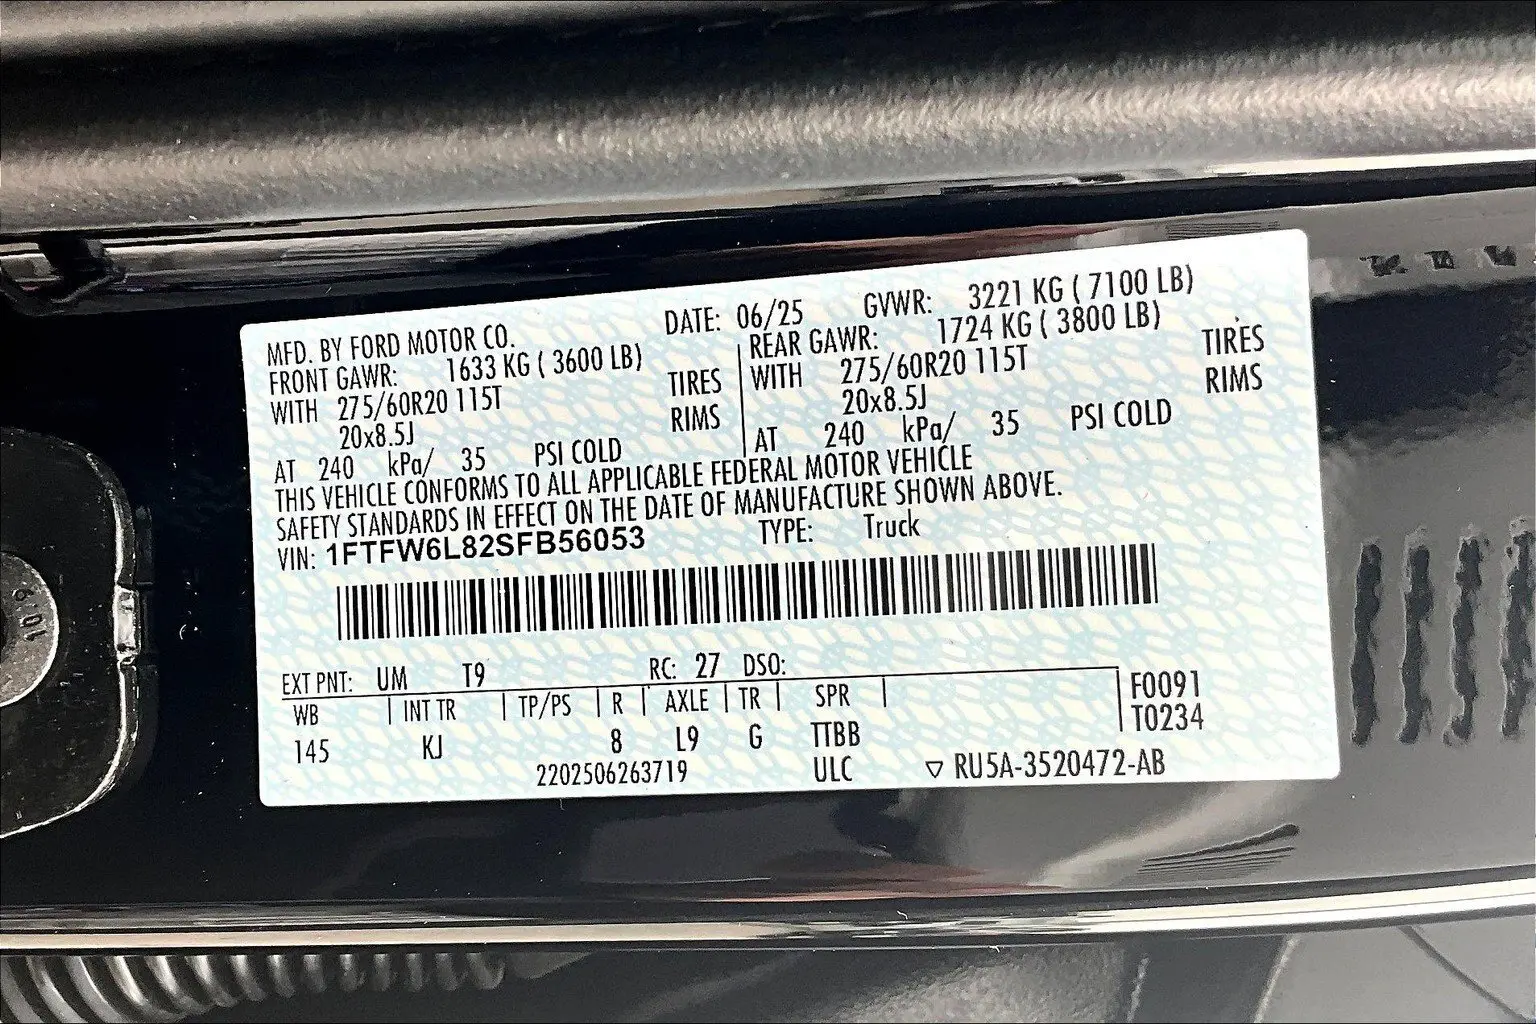 MFD. BY FORD MOTOR CO. DATE: 06/25 GVWR: 3221 KG ( 7100 LB)
FRONT GAWR: 1633 KG ( 3600 LB) REAR GAWR: 1724 KG ( 3800 LB)
WITH 275/60R20 115T TIRES WITH 275/60R20 115T TIRES
20x8.5J RIMS 20x8.5J RIMS
AT 240 kPa/ 35 PSI COLD AT 240 kPa/ 35 PSI COLD
THIS VEHICLE CONFORMS TO ALL APPLICABLE FEDERAL MOTOR VEHICLE
SAFETY STANDARDS IN EFFECT ON THE DATE OF MANUFACTURE SHOWN ABOVE.
VIN: 1FTFW6L82SFB56053 TYPE: Truck
EXT PNT: UM T9 RC: 27 DSO:
WB INT TR TP/PS R AXLE TR SPR F0091
T0234
145 KJ 8 L9 G TTBB
2202506263719 ULC ▽ RU5A-3520472-AB
10.9